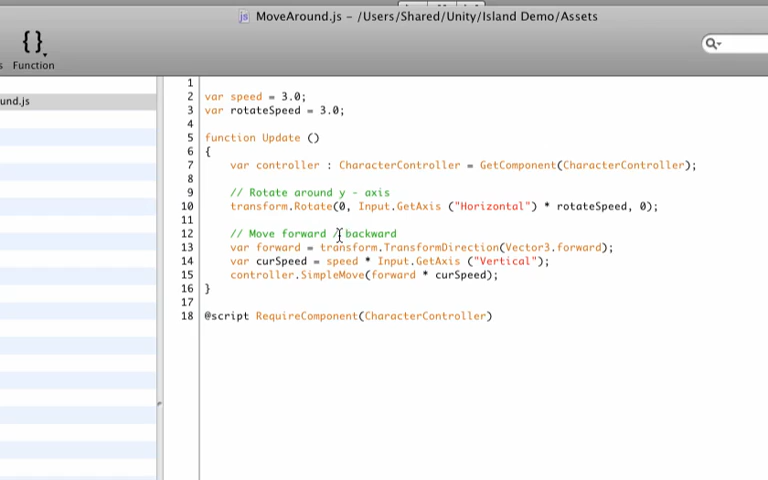 MoveAround.js – /Users/Shared/Unity/Island Demo/Assets
{}
s Function
und.js
1
2 var speed = 3.0;
3 var rotateSpeed = 3.0;
4
5 function Update ()
6 {
7 var controller : CharacterController = GetComponent(CharacterController);
8
9 // Rotate around y - axis
10 transform.Rotate(0, Input.GetAxis ("Horizontal") * rotateSpeed, 0);
11
12 // Move forward / backward
13 var forward = transform.TransformDirection(Vector3.forward);
14 var curSpeed = speed * Input.GetAxis ("Vertical");
15 controller.SimpleMove(forward * curSpeed);
16 }
17
18 @script RequireComponent(CharacterController)